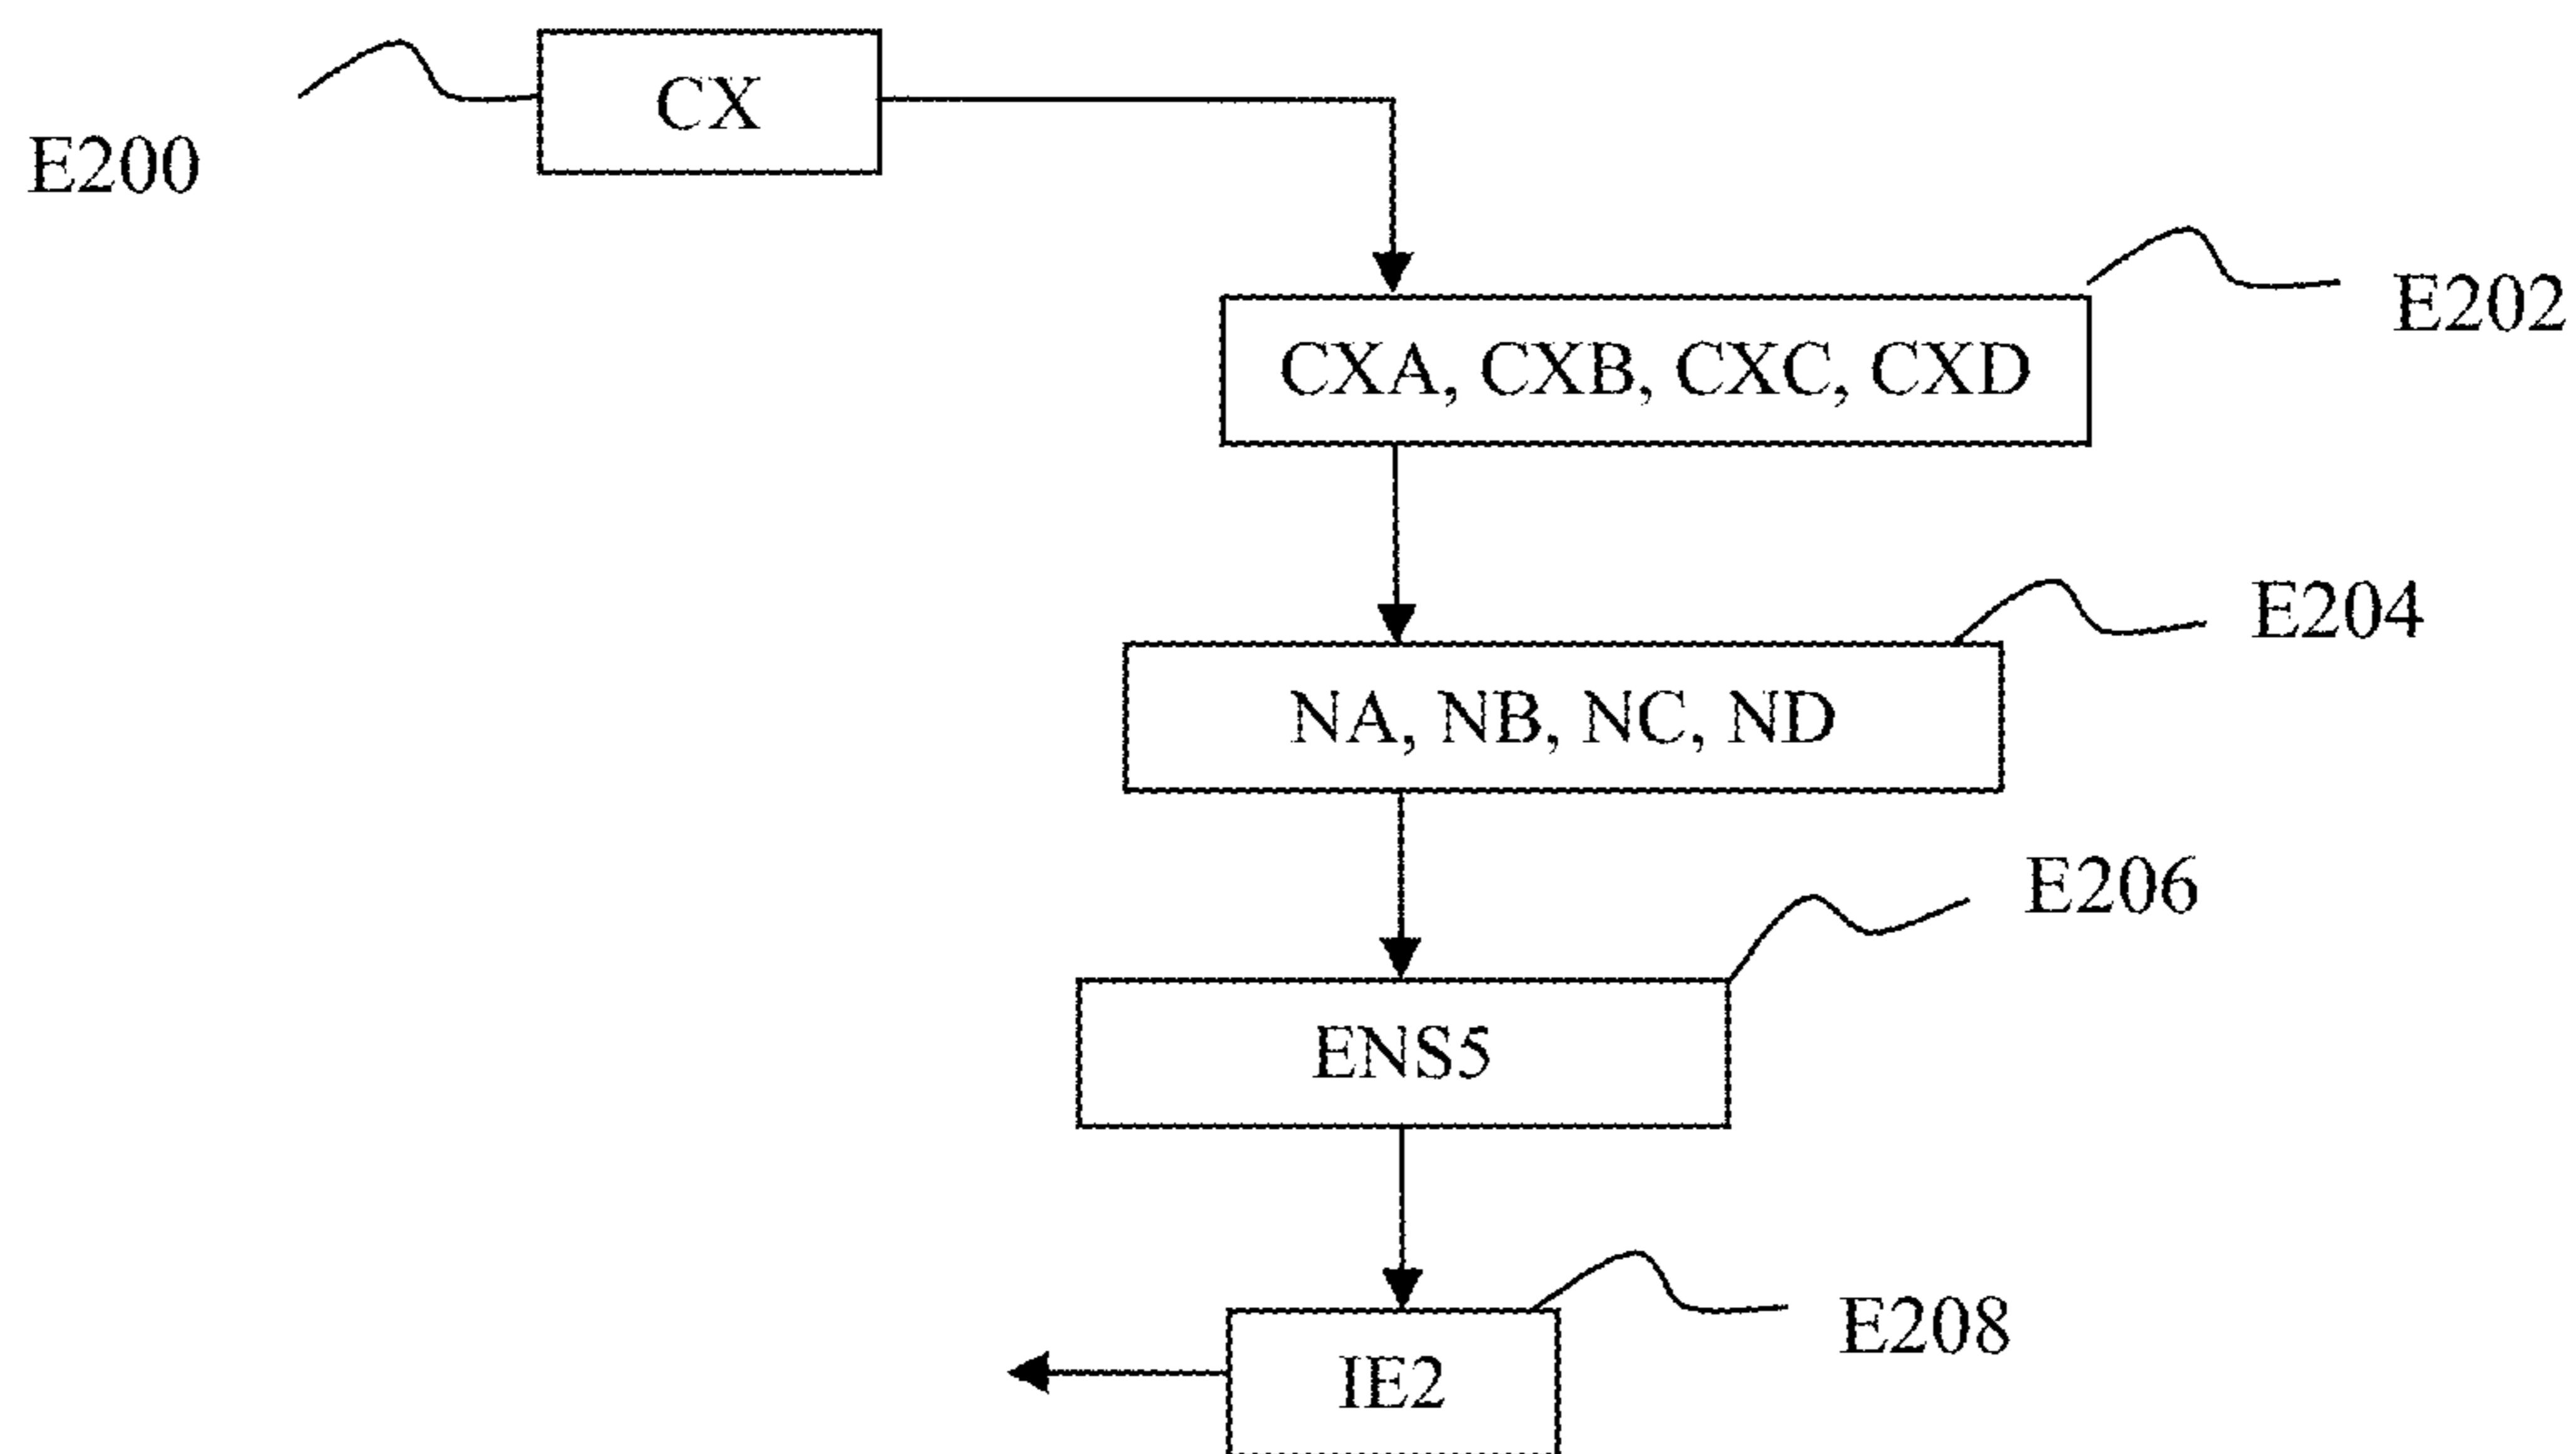 CX
E200
E202
CXA, CXB, CXC, CXD
E204
NA, NB, NC, ND
E206
ENS5
E208
IE2